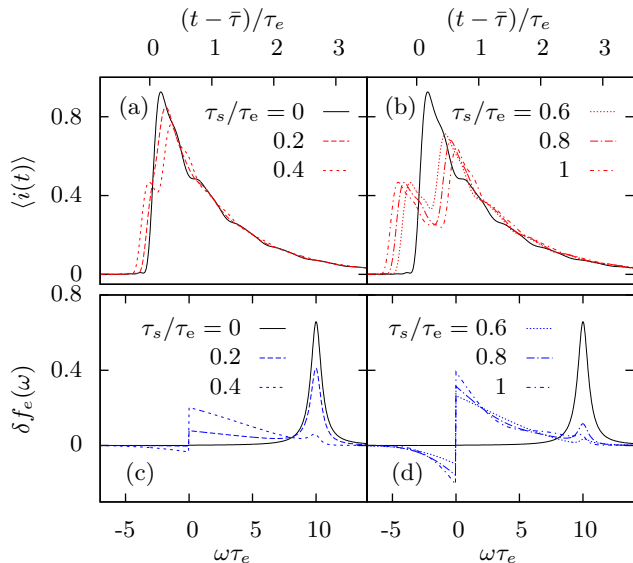 (t − τ̄)/τₑ (t − τ̄)/τₑ
0 1 2 3 0 1 2 3
(a) τₛ/τₑ = 0 (b) τₛ/τₑ = 0.6
0.2 0.8
0.4 1
⟨i(t)⟩
0.8
0.4
0
(c) τₛ/τₑ = 0 (d) τₛ/τₑ = 0.6
0.2 0.8
0.4 1
δfₑ(ω)
0.8
0.4
0
-5 0 5 10 -5 0 5 10
ωτₑ ωτₑ